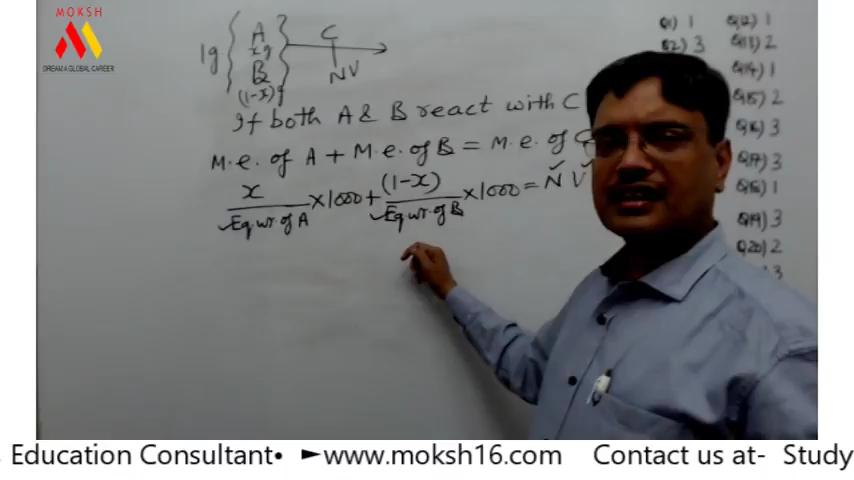 MOKSH
DREAM A GLOBAL CAREER
1g { A xg B (1-x)g } C
NV
If both A & B react with C
M.e. of A + M.e. of B = M.e. of C
x / Eq wt. of A × 1000 + (1-x) / Eq wt. of B × 1000 = N V
Q1) 1
Q2) 3
Q12) 1
Q13) 2
Q14) 1
Q15) 2
Q16) 3
Q17) 3
Q18) 1
Q19) 3
Q20) 2
3
Education Consultant• ►www.moksh16.com Contact us at- Study